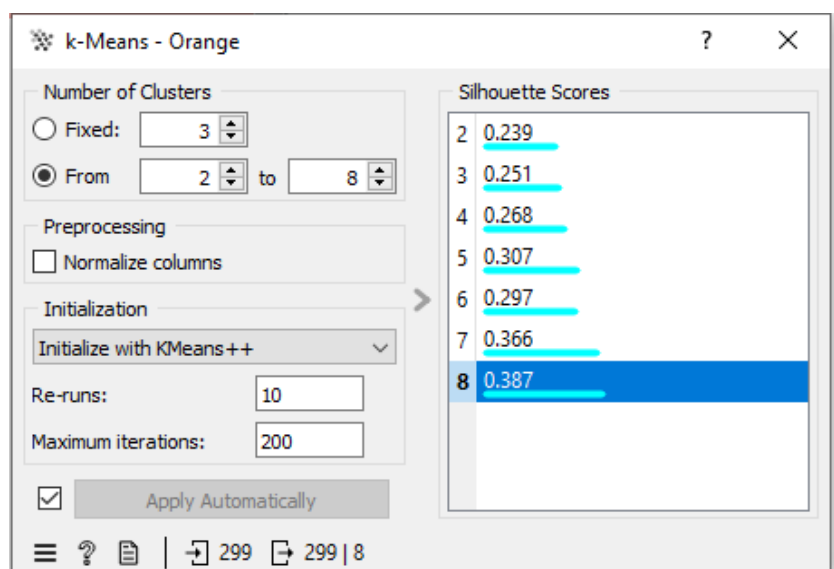 k-Means - Orange
?
Number of Clusters
Fixed: 3
From 2 to 8
Preprocessing
Normalize columns
Initialization
Initialize with KMeans++
Re-runs: 10
Maximum iterations: 200
Apply Automatically
299 299 | 8
Silhouette Scores
2 0.239
3 0.251
4 0.268
5 0.307
6 0.297
7 0.366
8 0.387